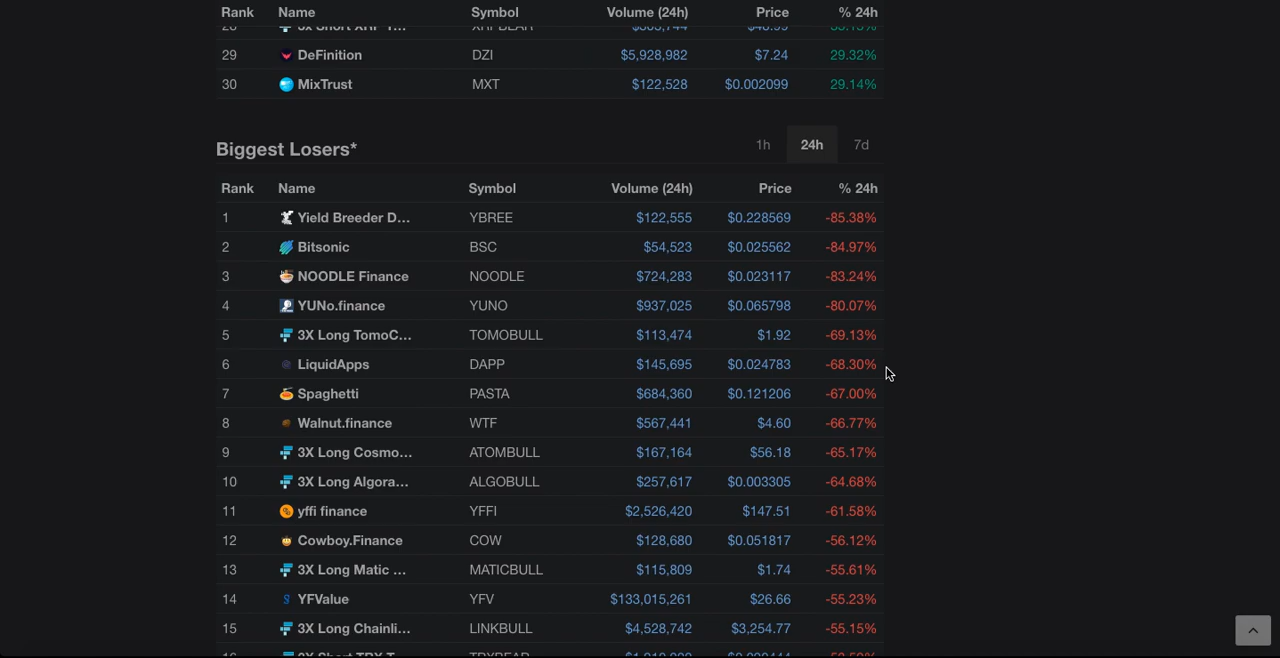 Rank Name Symbol Volume (24h) Price % 24h
29 DeFinition DZI $5,928,982 $7.24 29.32%
30 MixTrust MXT $122,528 $0.002099 29.14%
Biggest Losers* 1h 24h 7d
Rank Name Symbol Volume (24h) Price % 24h
1 Yield Breeder D... YBREE $122,555 $0.228569 -85.38%
2 Bitsonic BSC $54,523 $0.025562 -84.97%
3 NOODLE Finance NOODLE $724,283 $0.023117 -83.24%
4 YUNo.finance YUNO $937,025 $0.065798 -80.07%
5 3X Long TomoC... TOMOBULL $113,474 $1.92 -69.13%
6 LiquidApps DAPP $145,695 $0.024783 -68.30%
7 Spaghetti PASTA $684,360 $0.121206 -67.00%
8 Walnut.finance WTF $567,441 $4.60 -66.77%
9 3X Long Cosmo... ATOMBULL $167,164 $56.18 -65.17%
10 3X Long Algora... ALGOBULL $257,617 $0.003305 -64.68%
11 yffi finance YFFI $2,526,420 $147.51 -61.58%
12 Cowboy.Finance COW $128,680 $0.051817 -56.12%
13 3X Long Matic ... MATICBULL $115,809 $1.74 -55.61%
14 YFValue YFV $133,015,261 $26.66 -55.23%
15 3X Long Chainli... LINKBULL $4,528,742 $3,254.77 -55.15%